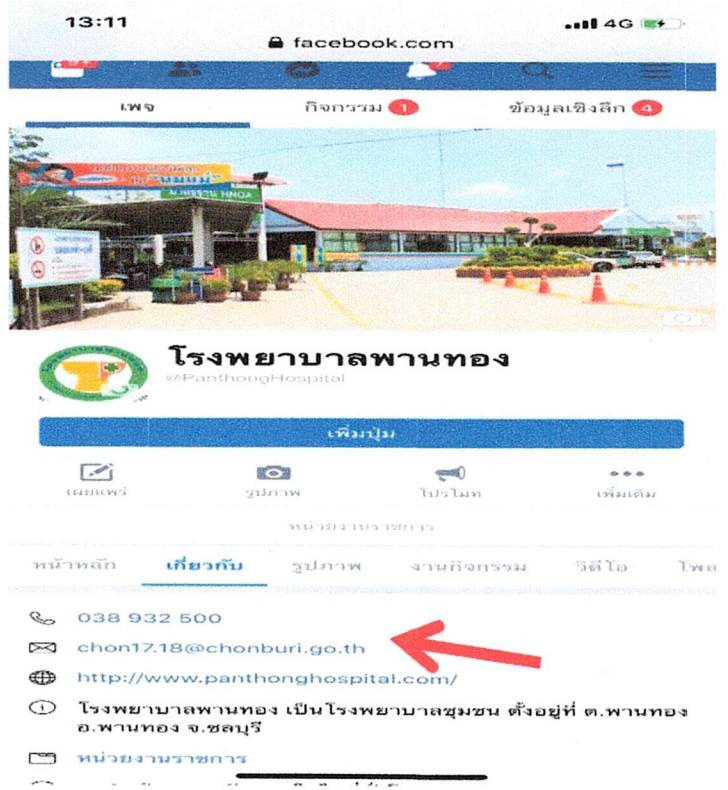 13:11
4G
facebook.com
เพจ
กิจกรรม 1
ข้อมูลเชิงลึก 4
นมแม่
โรงพยาบาลพานทอง
@PanthongHospital
เพิ่มปุ่ม
เผยแพร่
รูปภาพ
โปรโมท
เพิ่มเติม
หน่วยงานราชการ
หน้าหลัก
เกี่ยวกับ
รูปภาพ
งานกิจกรรม
วิดีโอ
โพส
038 932 500
chon17.18@chonburi.go.th
http://www.panthonghospital.com/
โรงพยาบาลพานทอง เป็นโรงพยาบาลชุมชน ตั้งอยู่ที่ ต.พานทอง
อ.พานทอง จ.ชลบุรี
หน่วยงานราชการ